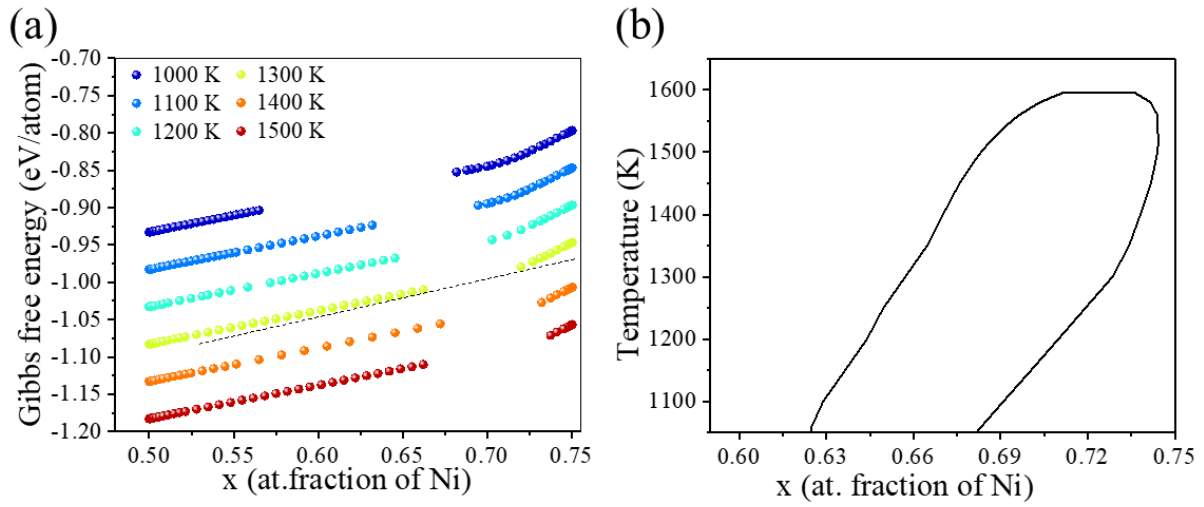 (a)
Gibbs free energy (eV/atom)
-0.70
-0.75
-0.80
-0.85
-0.90
-0.95
-1.00
-1.05
-1.10
-1.15
-1.20
1000 K
1300 K
1100 K
1400 K
1200 K
1500 K
0.50 0.55 0.60 0.65 0.70 0.75
x (at.fraction of Ni)
(b)
Temperature (K)
1600
1500
1400
1300
1200
1100
0.60 0.63 0.66 0.69 0.72 0.75
x (at. fraction of Ni)